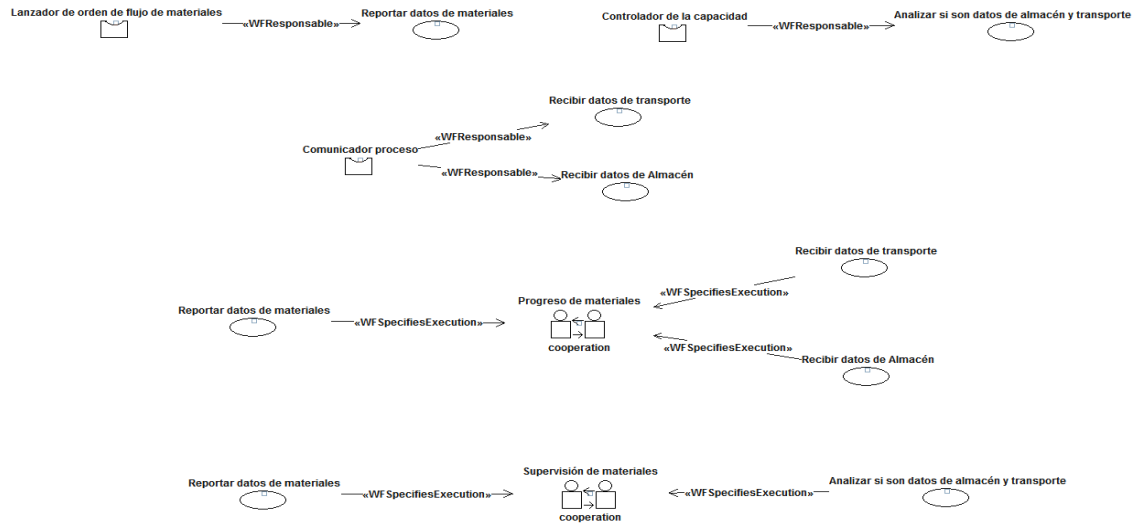 Lanzador de orden de flujo de materiales
«WFResponsable»
Reportar datos de materiales
Controlador de la capacidad
«WFResponsable»
Analizar si son datos de almacén y transporte
Recibir datos de transporte
«WFResponsable»
Comunicador proceso
«WFResponsable»
Recibir datos de Almacén
Recibir datos de transporte
«WFSpecifiesExecution»
Progreso de materiales
Reportar datos de materiales
«WFSpecifiesExecution»
cooperation
«WFSpecifiesExecution»
Recibir datos de Almacén
Supervisión de materiales
Reportar datos de materiales
«WFSpecifiesExecution»
«WFSpecifiesExecution»
Analizar si son datos de almacén y transporte
cooperation